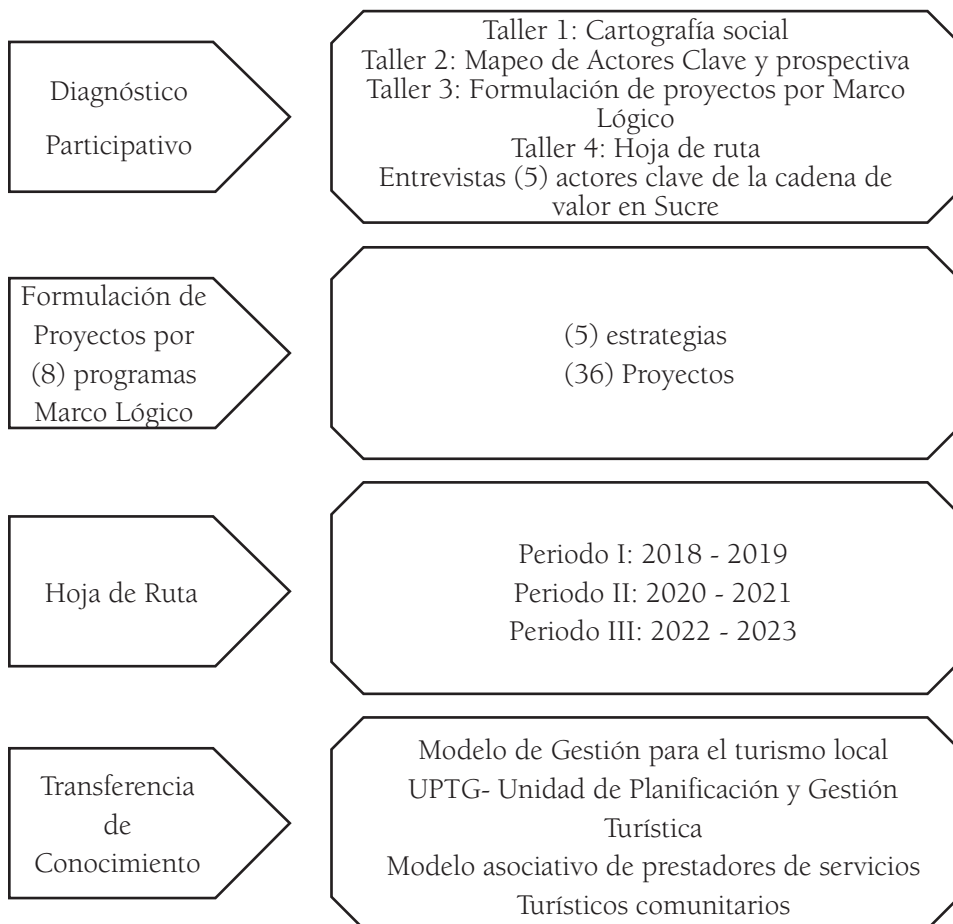 Diagnóstico
Participativo
Taller 1: Cartografía social
Taller 2: Mapeo de Actores Clave y prospectiva
Taller 3: Formulación de proyectos por Marco
Lógico
Taller 4: Hoja de ruta
Entrevistas (5) actores clave de la cadena de
valor en Sucre
Formulación de
Proyectos por
(8) programas
Marco Lógico
(5) estrategias
(36) Proyectos
Hoja de Ruta
Periodo I: 2018 - 2019
Periodo II: 2020 - 2021
Periodo III: 2022 - 2023
Transferencia
de
Conocimiento
Modelo de Gestión para el turismo local
UPTG- Unidad de Planificación y Gestión
Turística
Modelo asociativo de prestadores de servicios
Turísticos comunitarios